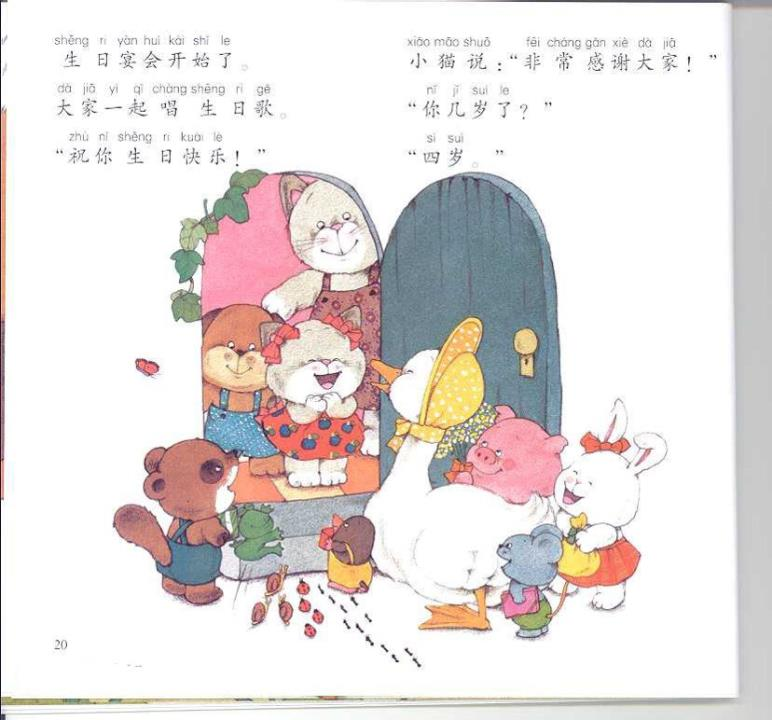 shēng rì yàn huì kāi shǐ le
生日宴会开始了。
dà jiā yì qǐ chàng shēng rì gē
大家一起唱生日歌。
zhù nǐ shēng rì kuài lè
“祝你生日快乐！”
xiǎo māo shuō fēi cháng gǎn xiè dà jiā
小猫说：“非常感谢大家！”
nǐ jǐ suì le
“你几岁了？”
sì suì
“四岁。”
20